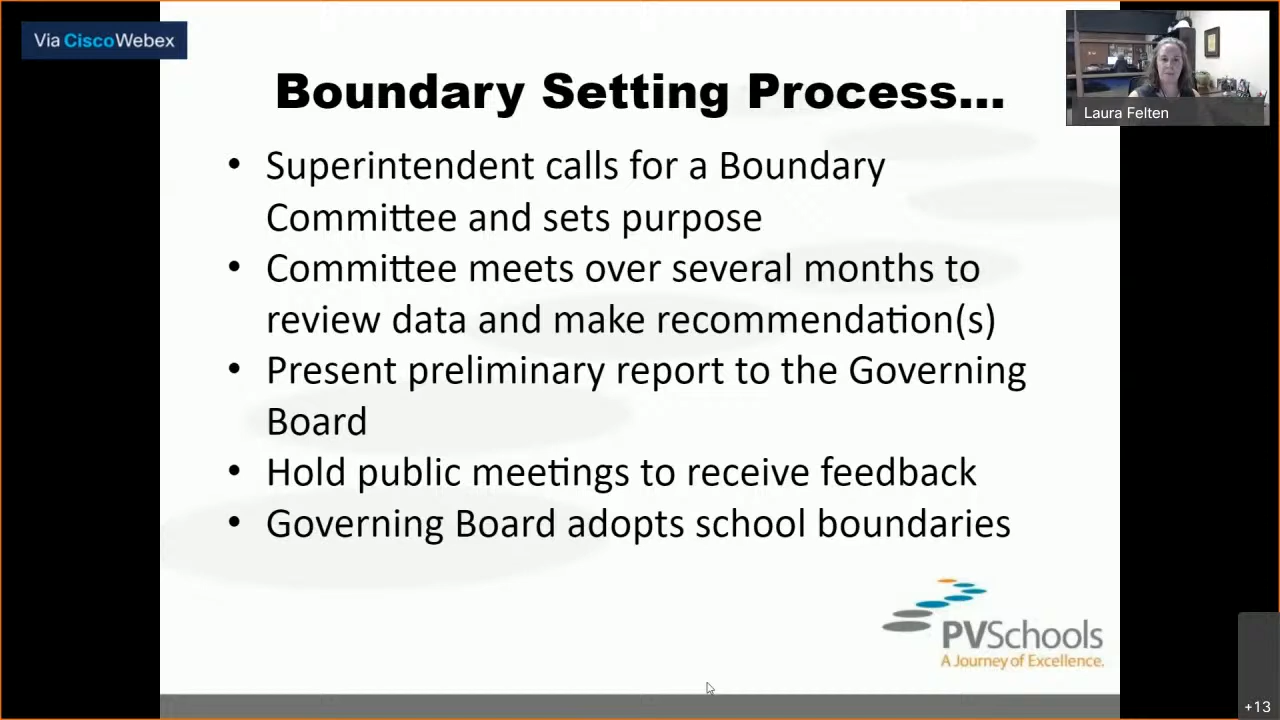 Via Cisco Webex
Laura Felten
Boundary Setting Process...
• Superintendent calls for a Boundary
Committee and sets purpose
• Committee meets over several months to
review data and make recommendation(s)
• Present preliminary report to the Governing
Board
• Hold public meetings to receive feedback
• Governing Board adopts school boundaries
PVSchools
A Journey of Excellence.
+13